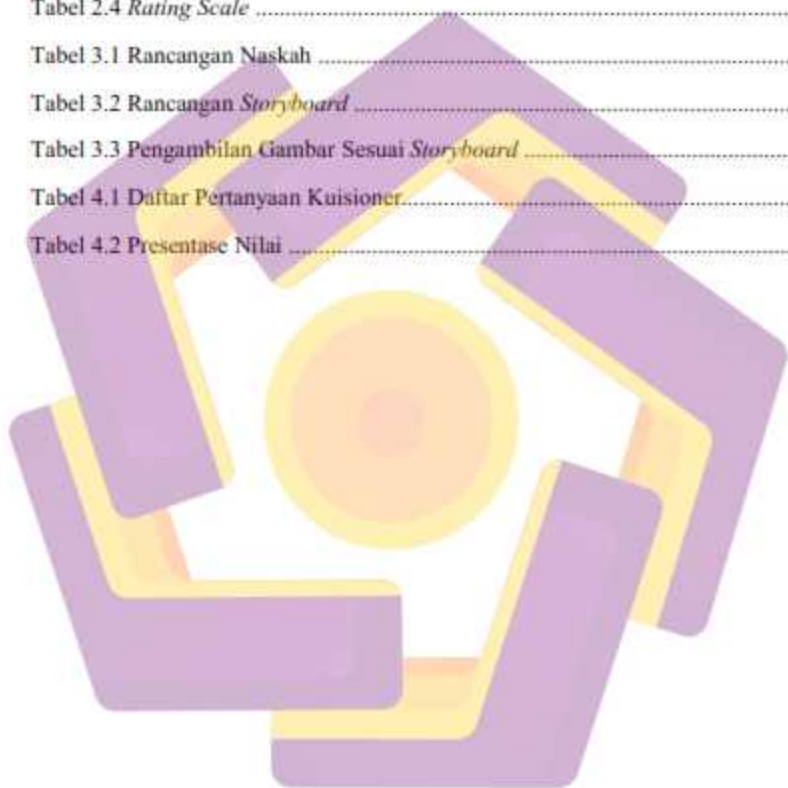 Tabel 2.4 Rating Scale ........................................................................................................
Tabel 3.1 Rancangan Naskah ........................................................................................................
Tabel 3.2 Rancangan Storyboard ........................................................................................................
Tabel 3.3 Pengambilan Gambar Sesuai Storyboard ........................................................................................................
Tabel 4.1 Daftar Pertanyaan Kuisioner........................................................................................................
Tabel 4.2 Presentase Nilai ........................................................................................................